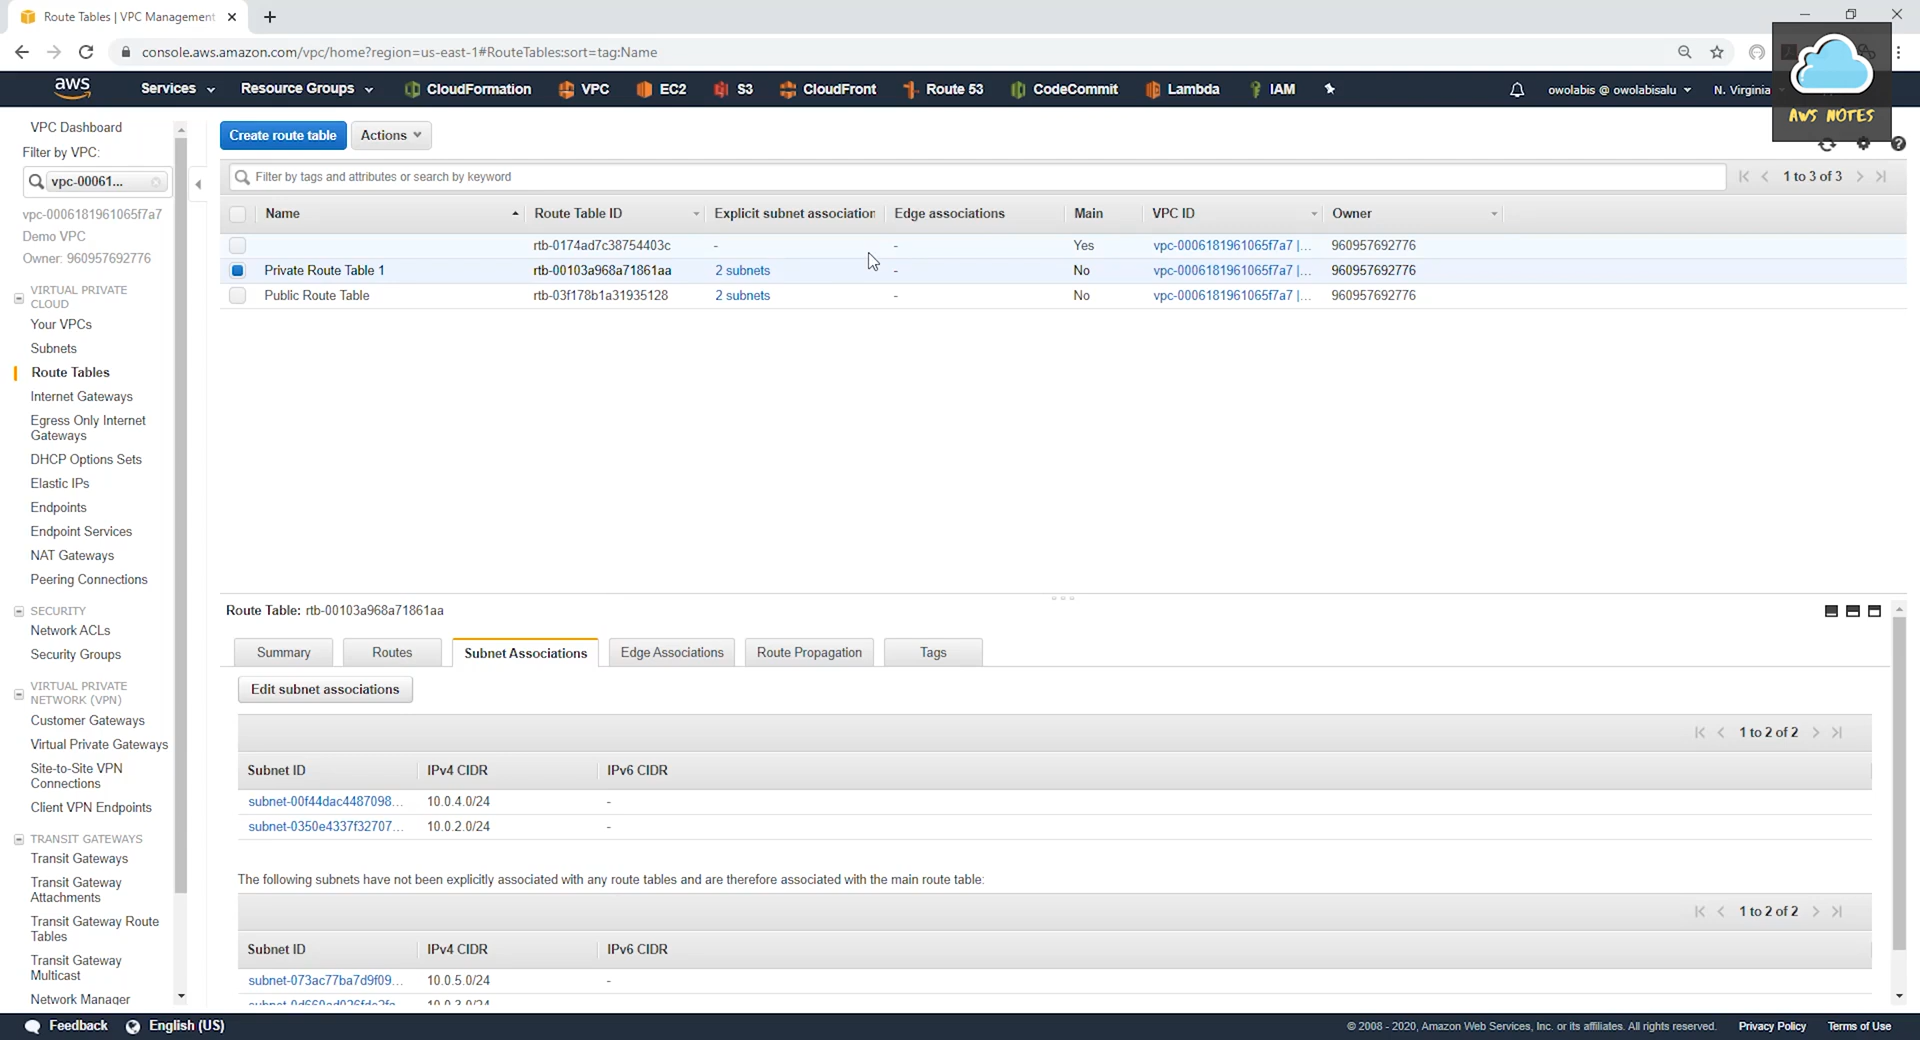 Route Tables | VPC Management
console.aws.amazon.com/vpc/home?region=us-east-1#RouteTables:sort=tag:Name
aws
Services
Resource Groups
CloudFormation
VPC
EC2
S3
CloudFront
Route 53
CodeCommit
Lambda
IAM
owolabis @ owolabisalu
N. Virginia
AWS NOTES
VPC Dashboard
Filter by VPC:
vpc-00061...
vpc-0006181961065f7a7
Demo VPC
Owner: 960957692776
VIRTUAL PRIVATE
CLOUD
Your VPCs
Subnets
Route Tables
Internet Gateways
Egress Only Internet
Gateways
DHCP Options Sets
Elastic IPs
Endpoints
Endpoint Services
NAT Gateways
Peering Connections
SECURITY
Network ACLs
Security Groups
VIRTUAL PRIVATE
NETWORK (VPN)
Customer Gateways
Virtual Private Gateways
Site-to-Site VPN
Connections
Client VPN Endpoints
TRANSIT GATEWAYS
Transit Gateways
Transit Gateway
Attachments
Transit Gateway Route
Tables
Transit Gateway
Multicast
Network Manager
Create route table
Actions
Filter by tags and attributes or search by keyword
1 to 3 of 3
Name Route Table ID Explicit subnet association Edge associations Main VPC ID Owner
rtb-0174ad7c38754403c - - Yes vpc-0006181961065f7a7 |... 960957692776
Private Route Table 1 rtb-00103a968a71861aa 2 subnets - No vpc-0006181961065f7a7 |... 960957692776
Public Route Table rtb-03f178b1a31935128 2 subnets - No vpc-0006181961065f7a7 |... 960957692776
Route Table: rtb-00103a968a71861aa
Summary
Routes
Subnet Associations
Edge Associations
Route Propagation
Tags
Edit subnet associations
1 to 2 of 2
Subnet ID IPv4 CIDR IPv6 CIDR
subnet-00f44dac4487098... 10.0.4.0/24 -
subnet-0350e4337f32707... 10.0.2.0/24 -
The following subnets have not been explicitly associated with any route tables and are therefore associated with the main route table:
1 to 2 of 2
Subnet ID IPv4 CIDR IPv6 CIDR
subnet-073ac77ba7d9f09... 10.0.5.0/24 -
10.0.3.0/24
Feedback
English (US)
© 2008 - 2020, Amazon Web Services, Inc. or its affiliates. All rights reserved.
Privacy Policy
Terms of Use